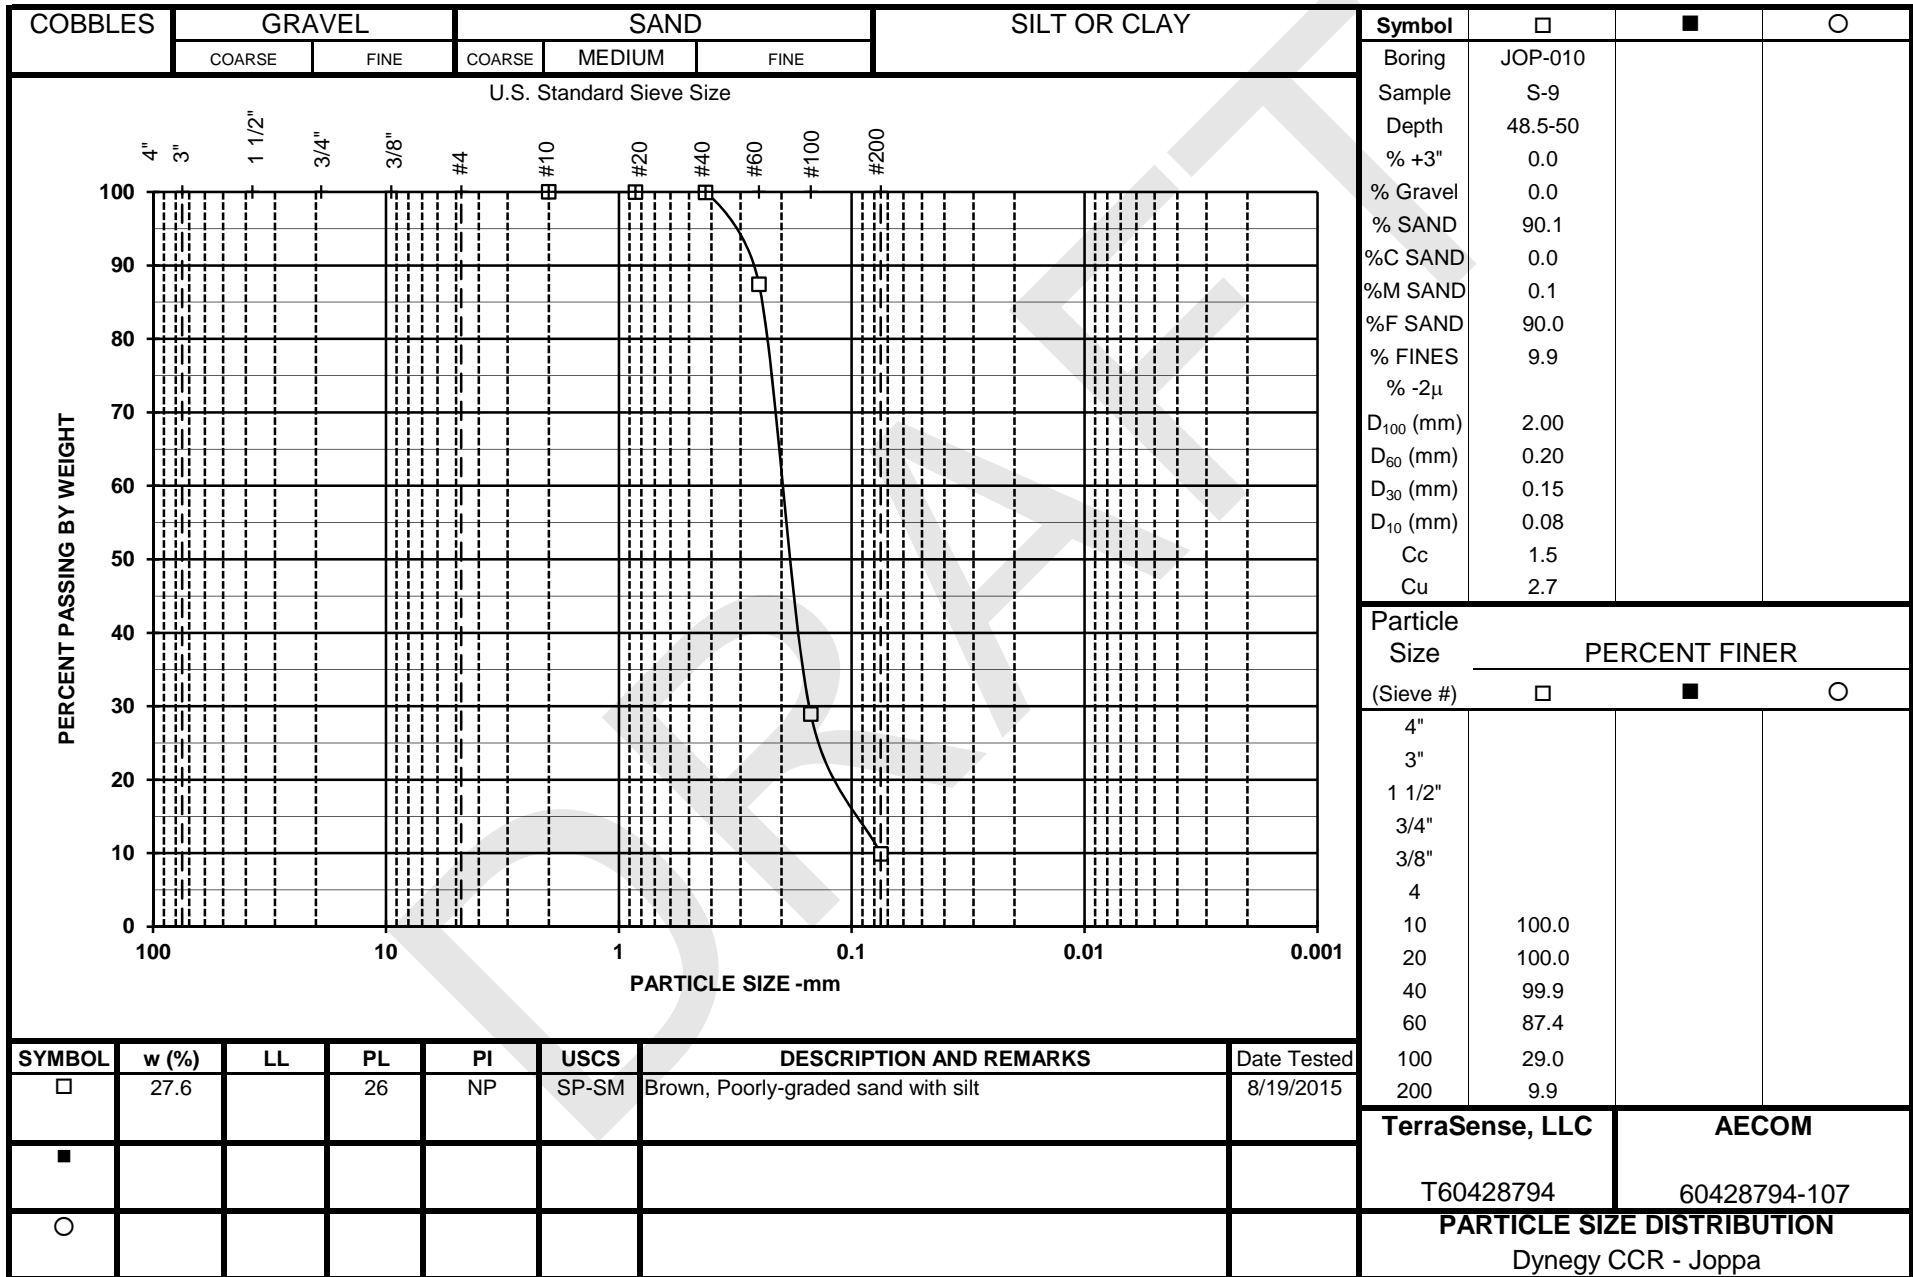 COBBLES GRAVEL SAND SILT OR CLAY
COARSE FINE COARSE MEDIUM FINE
U.S. Standard Sieve Size
4" 3" 1 1/2" 3/4" 3/8" #4 #10 #20 #40 #60 #100 #200
PERCENT PASSING BY WEIGHT
100
90
80
70
60
50
40
30
20
10
0
100 10 1 0.1 0.01 0.001
PARTICLE SIZE -mm
DRAFT
Symbol □ ■ ○
Boring JOP-010
Sample S-9
Depth 48.5-50
% +3" 0.0
% Gravel 0.0
% SAND 90.1
%C SAND 0.0
%M SAND 0.1
%F SAND 90.0
% FINES 9.9
% -2μ
D100 (mm) 2.00
D60 (mm) 0.20
D30 (mm) 0.15
D10 (mm) 0.08
Cc 1.5
Cu 2.7
Particle
Size PERCENT FINER
(Sieve #) □ ■ ○
4"
3"
1 1/2"
3/4"
3/8"
4
10 100.0
20 100.0
40 99.9
60 87.4
100 29.0
200 9.9
SYMBOL w (%) LL PL PI USCS DESCRIPTION AND REMARKS Date Tested
□ 27.6 26 NP SP-SM Brown, Poorly-graded sand with silt 8/19/2015
■
○
TerraSense, LLC AECOM
T60428794 60428794-107
PARTICLE SIZE DISTRIBUTION
Dynegy CCR - Joppa